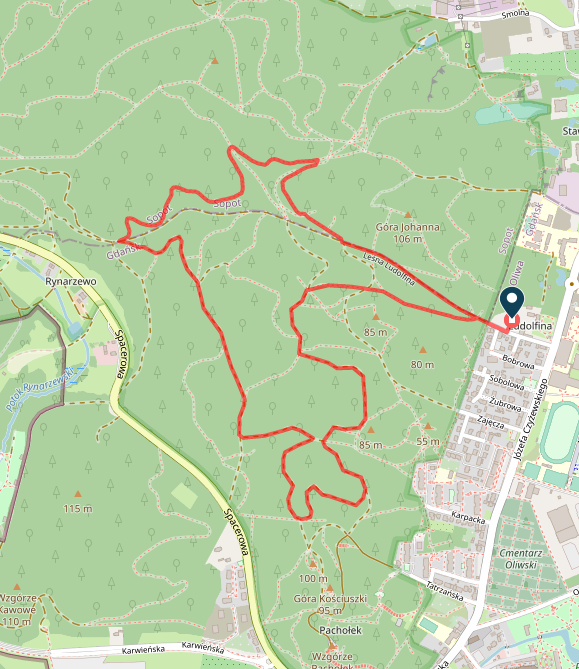 Smolna
Sopot
Sopot
Gdańsk
Góra Johanna
106 m
Leśna Ludolfina
Sopot
Gdańsk
Oliwa
Rynarzewo
Spacerowa
Potok Rynarzewski
85 m
80 m
Bobrowa
Sobolowa
Żubrowa
Zajęcza
Józefa Czyżewskiego
85 m
55 m
115 m
Spacerowa
Karpacka
Cmentarz
Oliwski
Tatrzańska
100 m
Góra Kościuszki
95 m
Pachołek
Wzgórze
Pachołek
Wzgórze
Kawowe
110 m
Karwieńska
Karwieńska